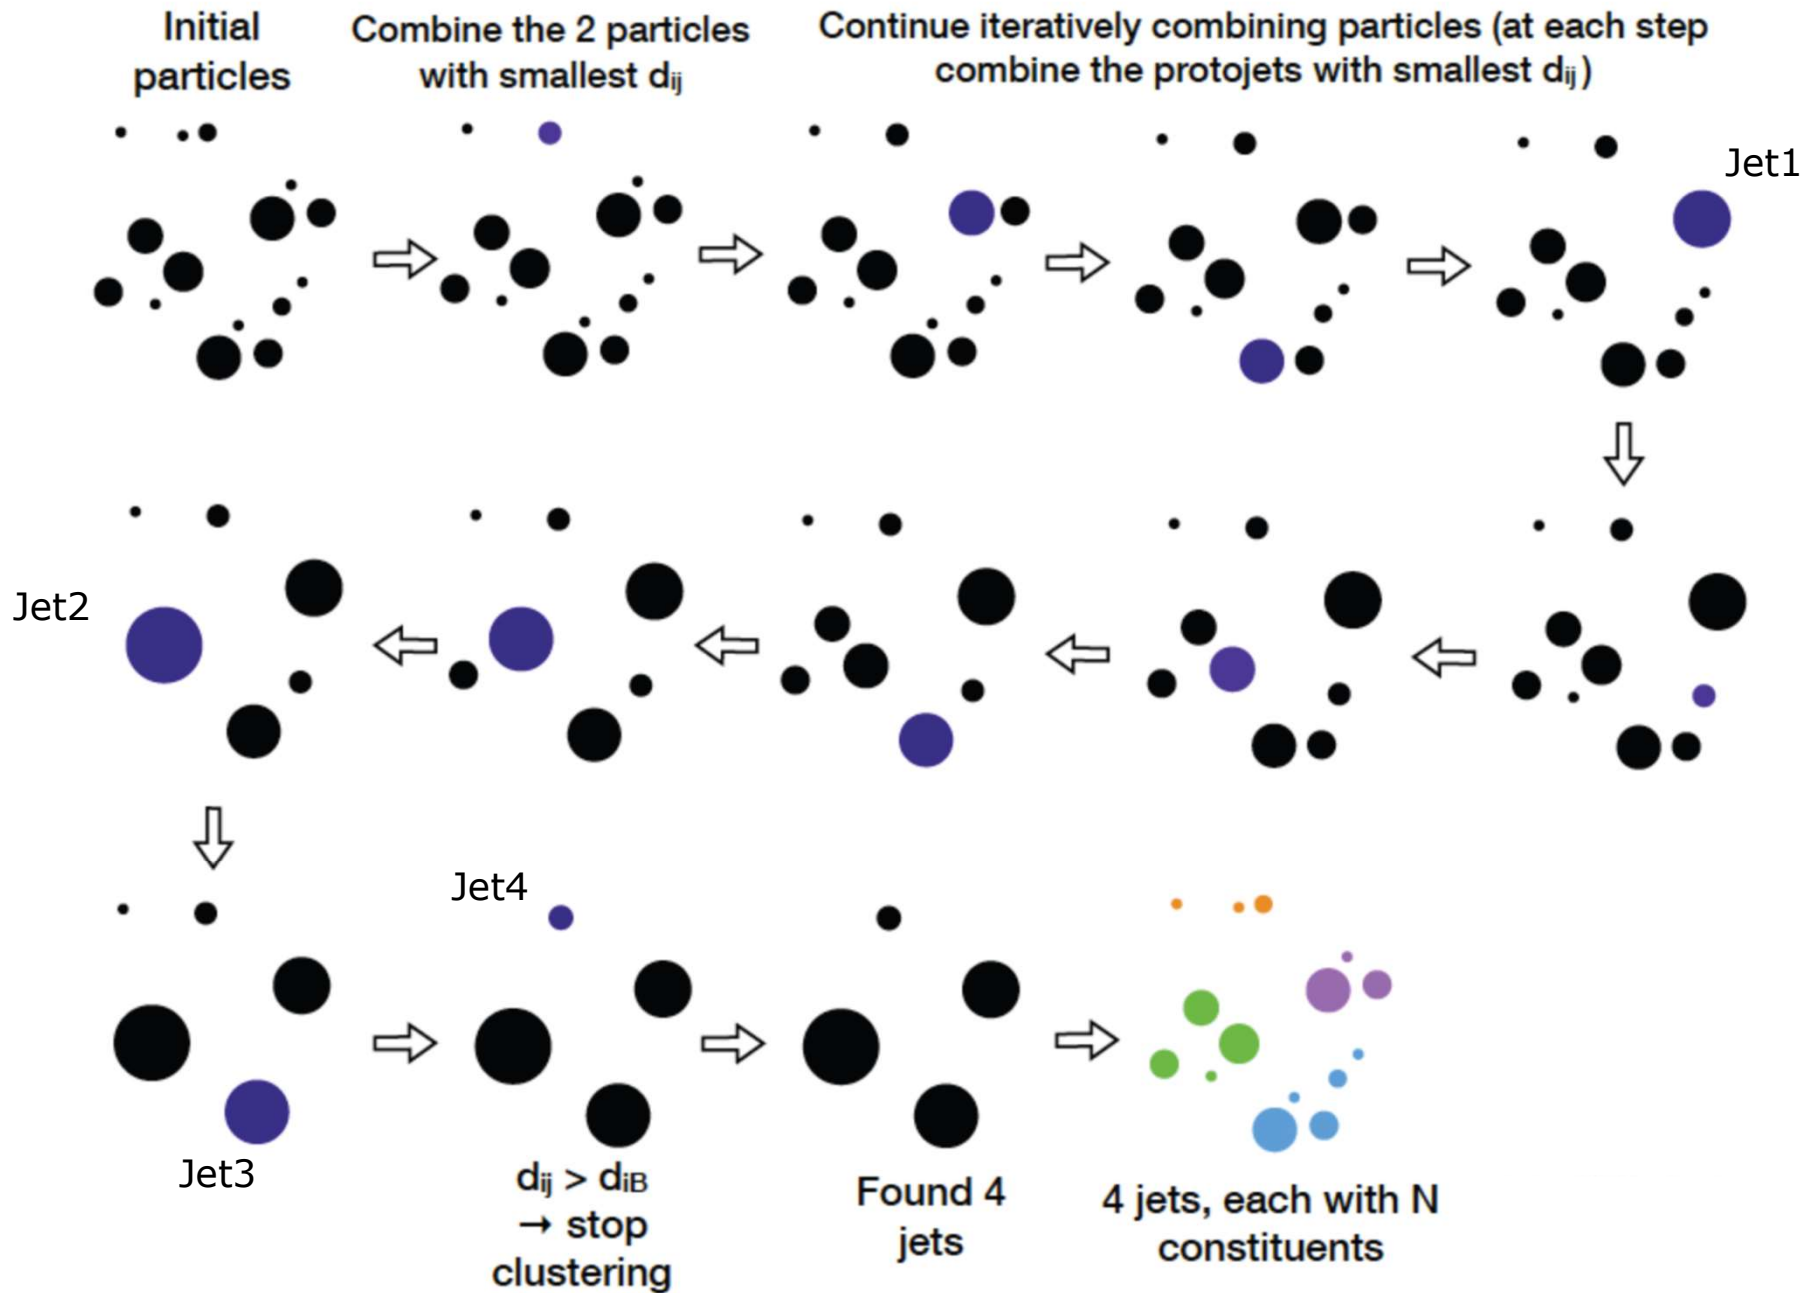 Initial
particles
Combine the 2 particles
with smallest dij
Continue iteratively combining particles (at each step
combine the protojets with smallest dij)
Jet1
Jet2
Jet3
Jet4
dij > diB
→ stop
clustering
Found 4
jets
4 jets, each with N
constituents